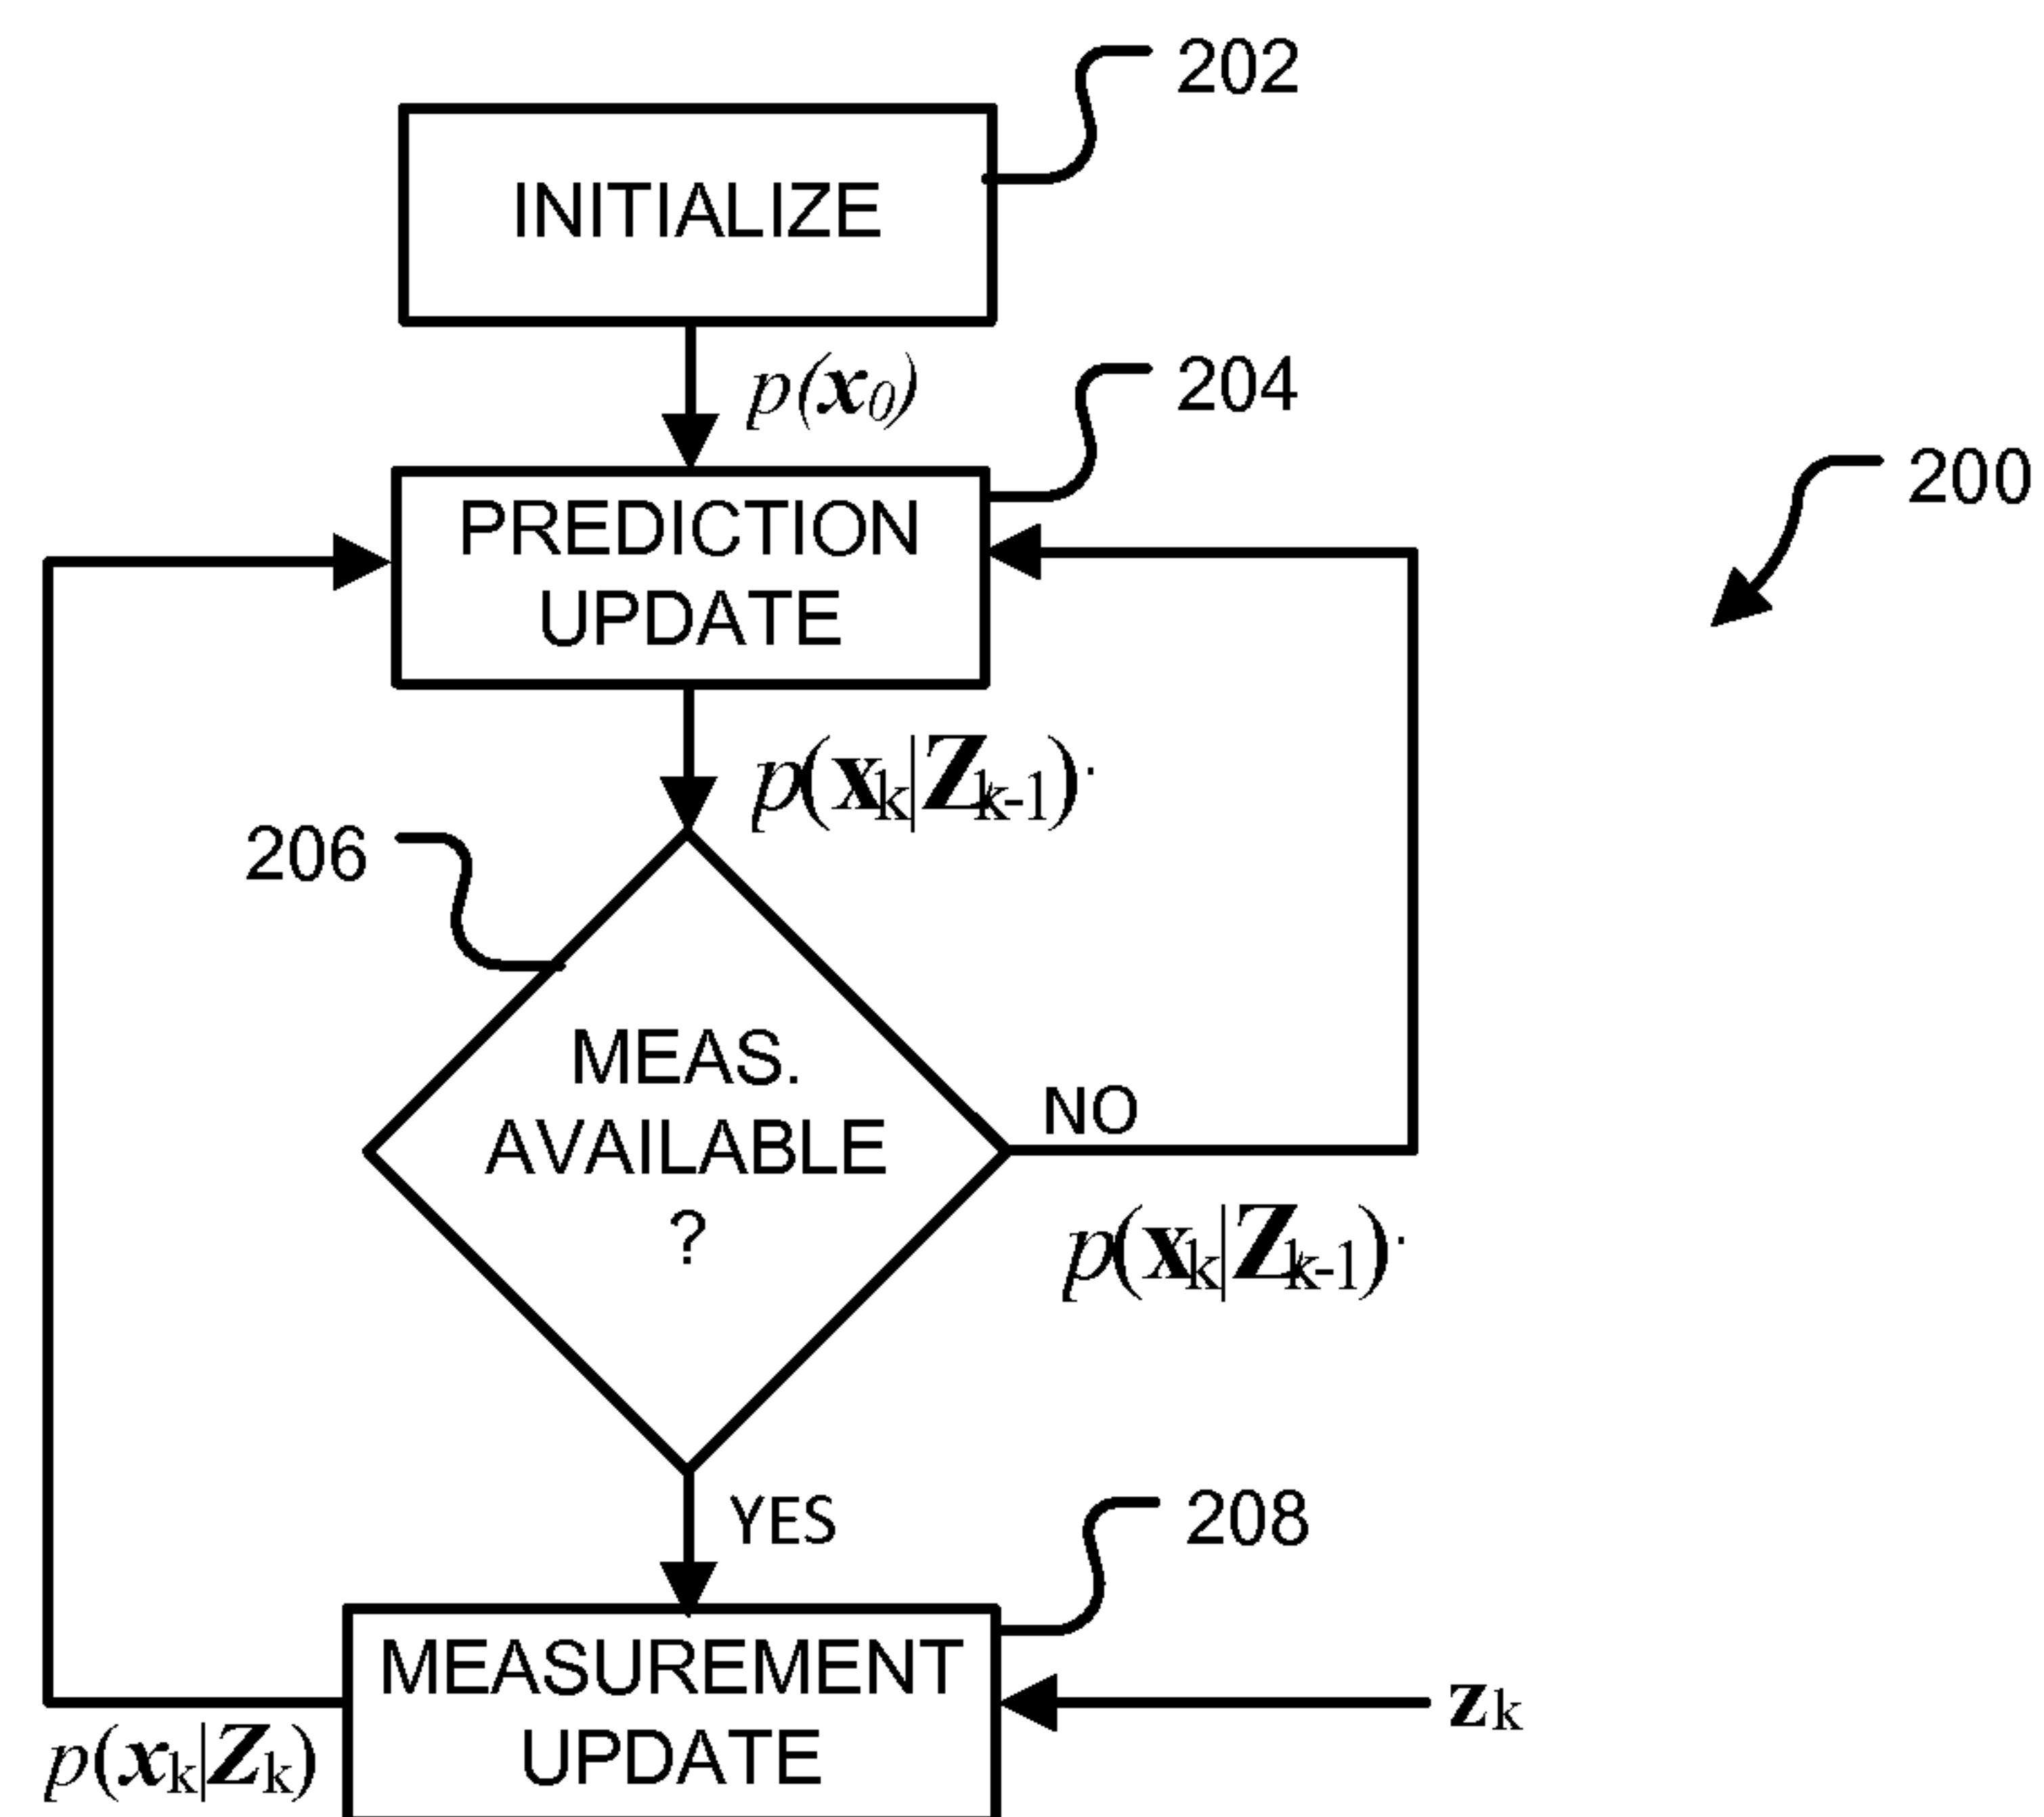 202
INITIALIZE
p(x₀)
204
200
PREDICTION
UPDATE
p(xₖ|Zₖ₋₁).
206
MEAS.
AVAILABLE
?
NO
p(xₖ|Zₖ₋₁).
YES
208
MEASUREMENT
UPDATE
zₖ
p(xₖ|Zₖ)